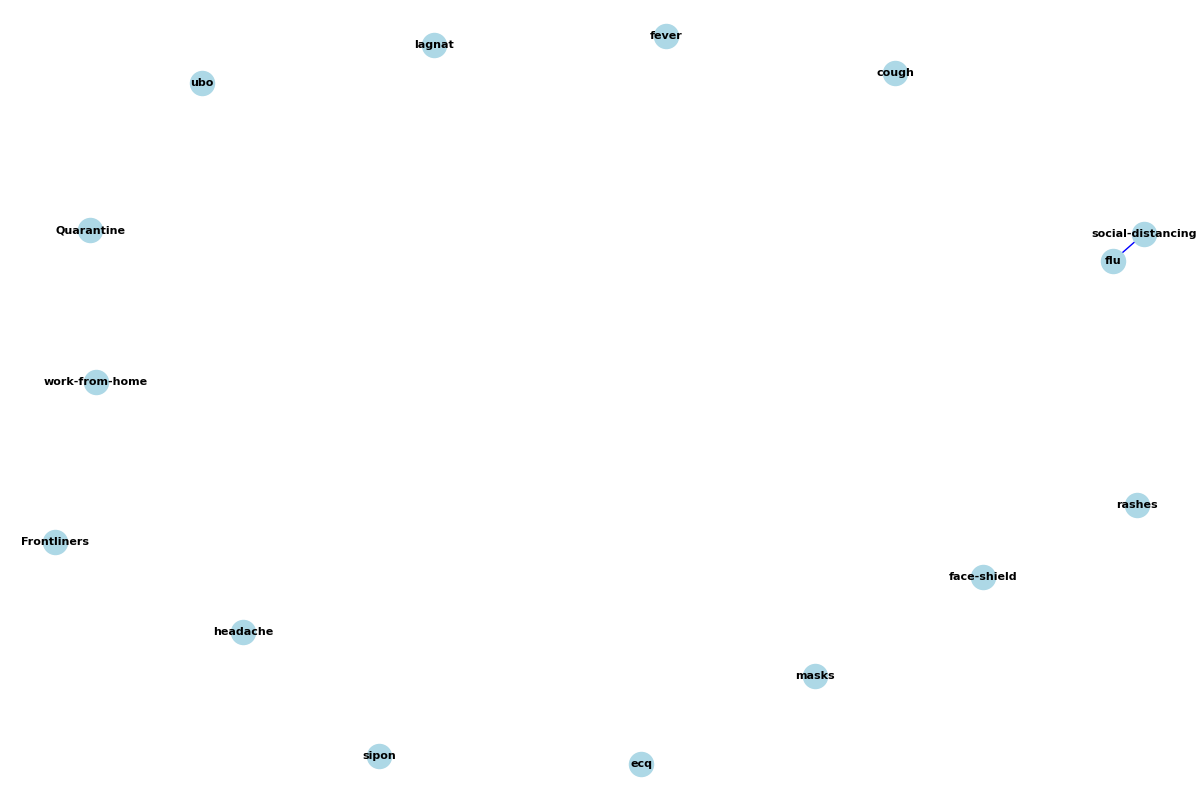 fever
lagnat
cough
ubo
Quarantine
social-distancing
flu
work-from-home
rashes
Frontliners
face-shield
headache
masks
sipon
ecq